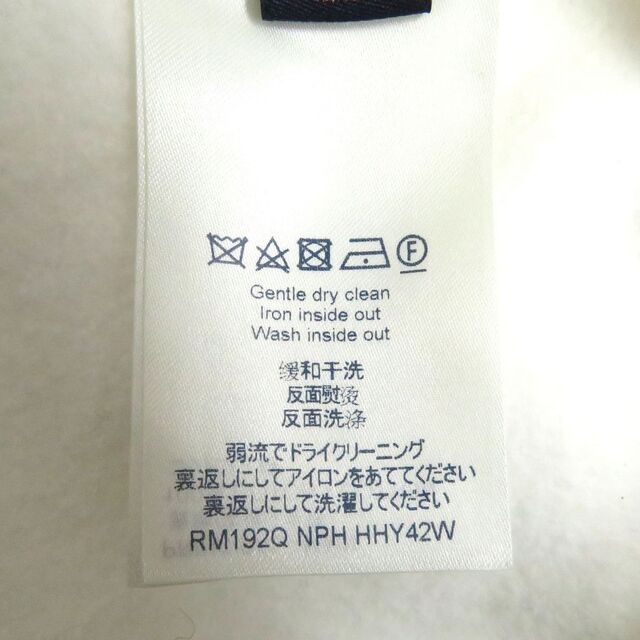 F
Gentle dry clean
Iron inside out
Wash inside out
缓和干洗
反面熨烫
反面洗涤
弱流でドライクリーニング
裏返しにしてアイロンをあててください
裏返しにして洗濯してください
RM192Q NPH HHY42W